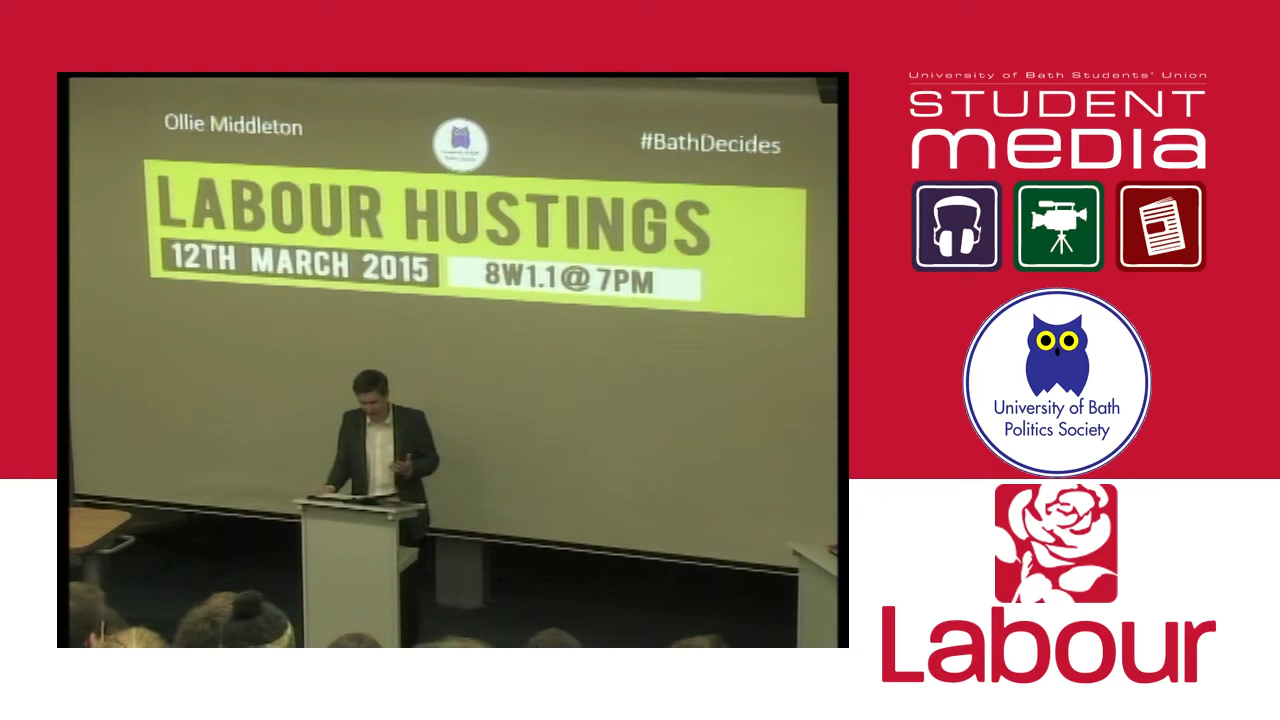 Ollie Middleton
#BathDecides
LABOUR HUSTINGS
12TH MARCH 2015
8W1.1@ 7PM
University of Bath Students' Union
STUDENT
meDIa
University of Bath
Politics Society
Labour